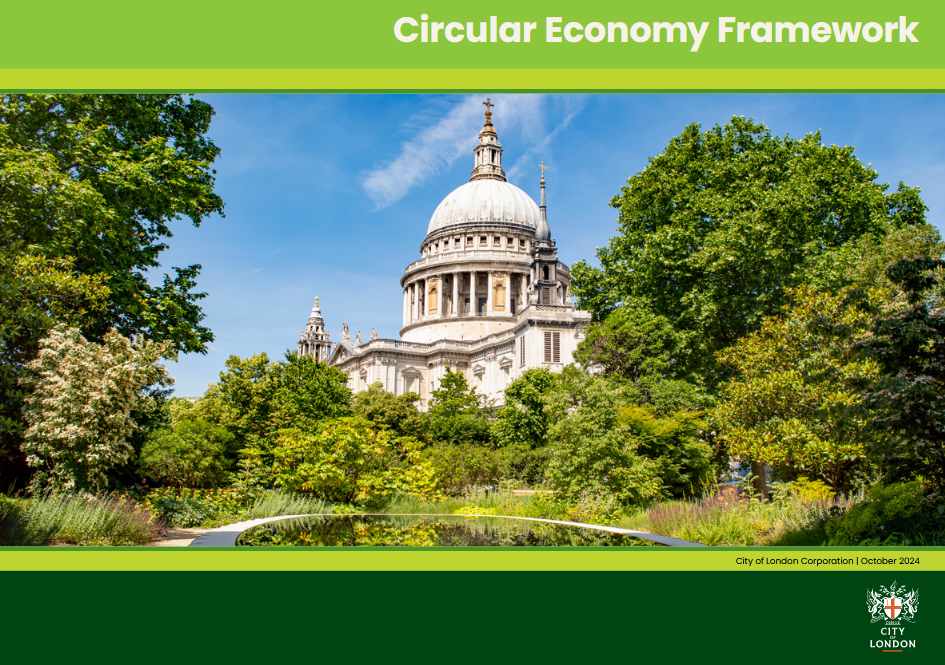 Circular Economy Framework
City of London Corporation | October 2024
CITY
OF
LONDON